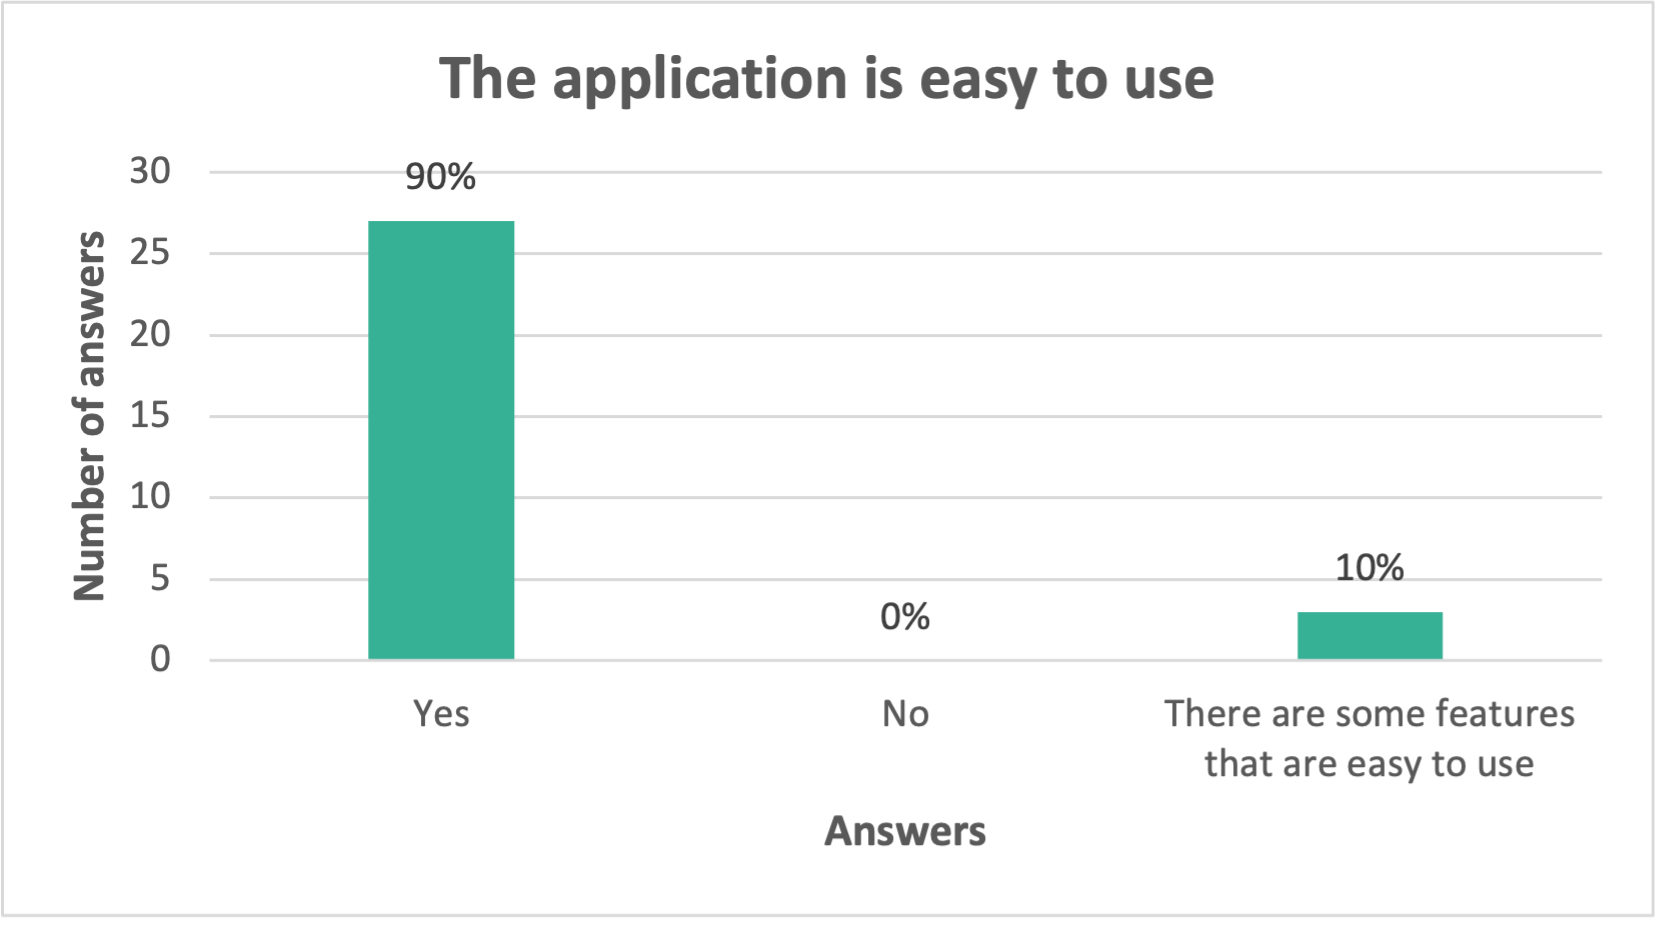 The application is easy to use
30
25
20
15
10
5
0
Number of answers
90%
0%
10%
Yes
No
There are some features
that are easy to use
Answers